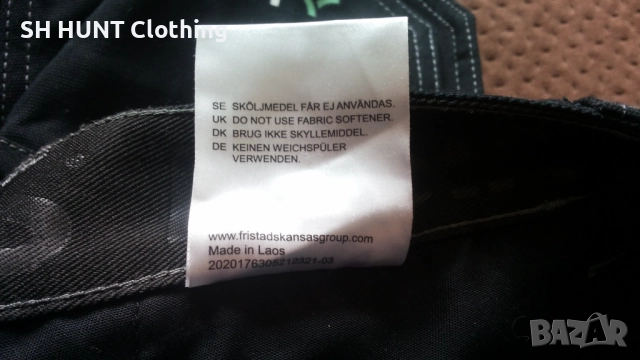 SH HUNT Clothing
SE SKÖLJMEDEL FÅR EJ ANVÄNDAS.
UK DO NOT USE FABRIC SOFTENER.
DK BRUG IKKE SKYLLEMIDDEL.
DE KEINEN WEICHSPÜLER
VERWENDEN.
www.fristadskansasgroup.com
Made in Laos
BAZAR